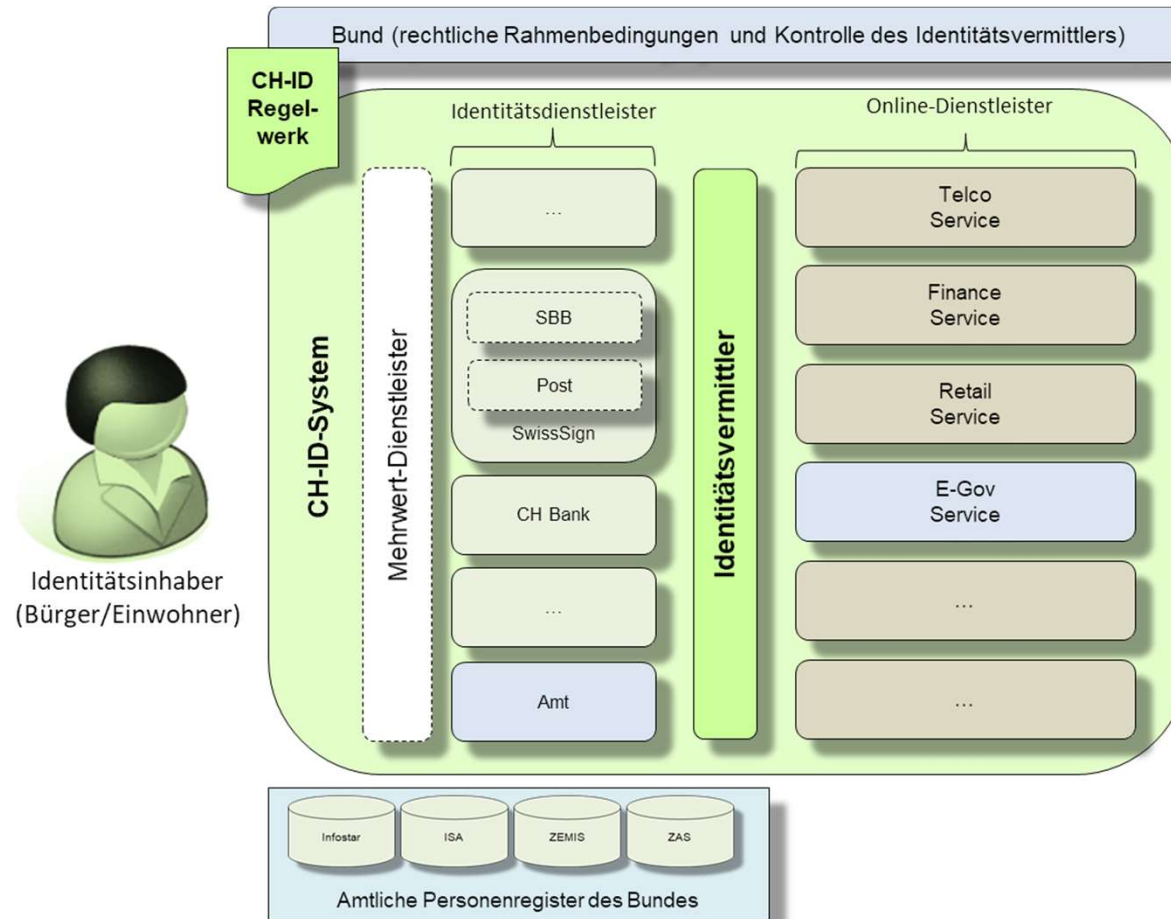 Bund (rechtliche Rahmenbedingungen und Kontrolle des Identitätsvermittlers)
CH-ID
Regel-
werk
Identitätsdienstleister
Online-Dienstleister
CH-ID-System
Mehrwert-Dienstleister
...
SBB
Post
SwissSign
CH Bank
...
Amt
Identitätsvermittler
Telco
Service
Finance
Service
Retail
Service
E-Gov
Service
...
...
Identitätsinhaber
(Bürger/Einwohner)
Infostar
ISA
ZEMIS
ZAS
Amtliche Personenregister des Bundes